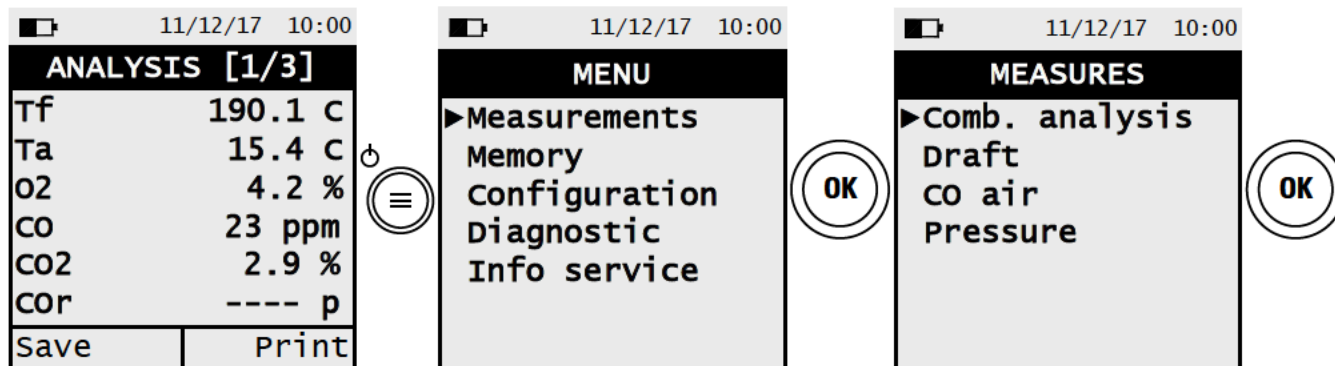 11/12/17 10:00
ANALYSIS [1/3]
Tf 190.1 C
Ta 15.4 C
O2 4.2 %
CO 23 ppm
CO2 2.9 %
COr ---- p
Save Print
11/12/17 10:00
MENU
Measurements
Memory
Configuration
Diagnostic
Info service
OK
11/12/17 10:00
MEASURES
Comb. analysis
Draft
CO air
Pressure
OK